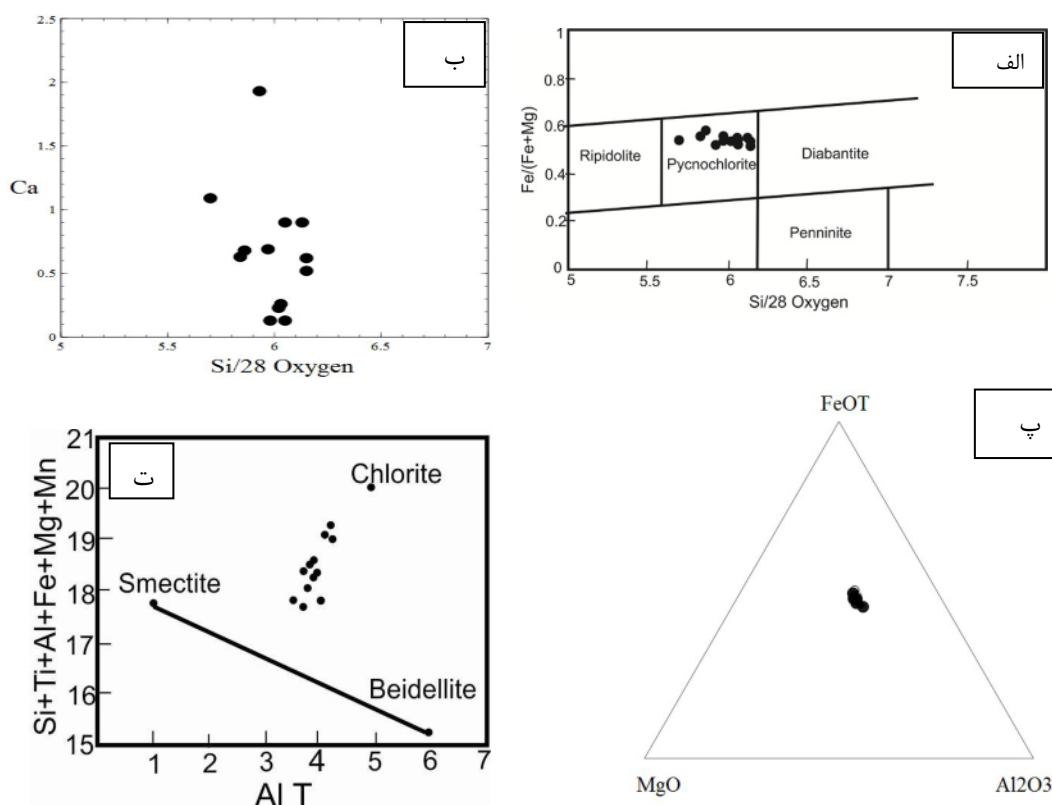 الف
1
0.8
0.6
0.4
0.2
0
Fe/(Fe+Mg)
Ripidolite
Pycnochlorite
Diabantite
Penninite
5
5.5
6
6.5
7
7.5
Si/28 Oxygen
ب
2.5
2
1.5
1
0.5
0
Ca
5
5.5
6
6.5
7
Si/28 Oxygen
پ
FeOT
MgO
Al2O3
ت
21
20
19
18
17
16
15
Si+Ti+Al+Fe+Mg+Mn
Chlorite
Smectite
Beidellite
1
2
3
4
5
6
7
Al T